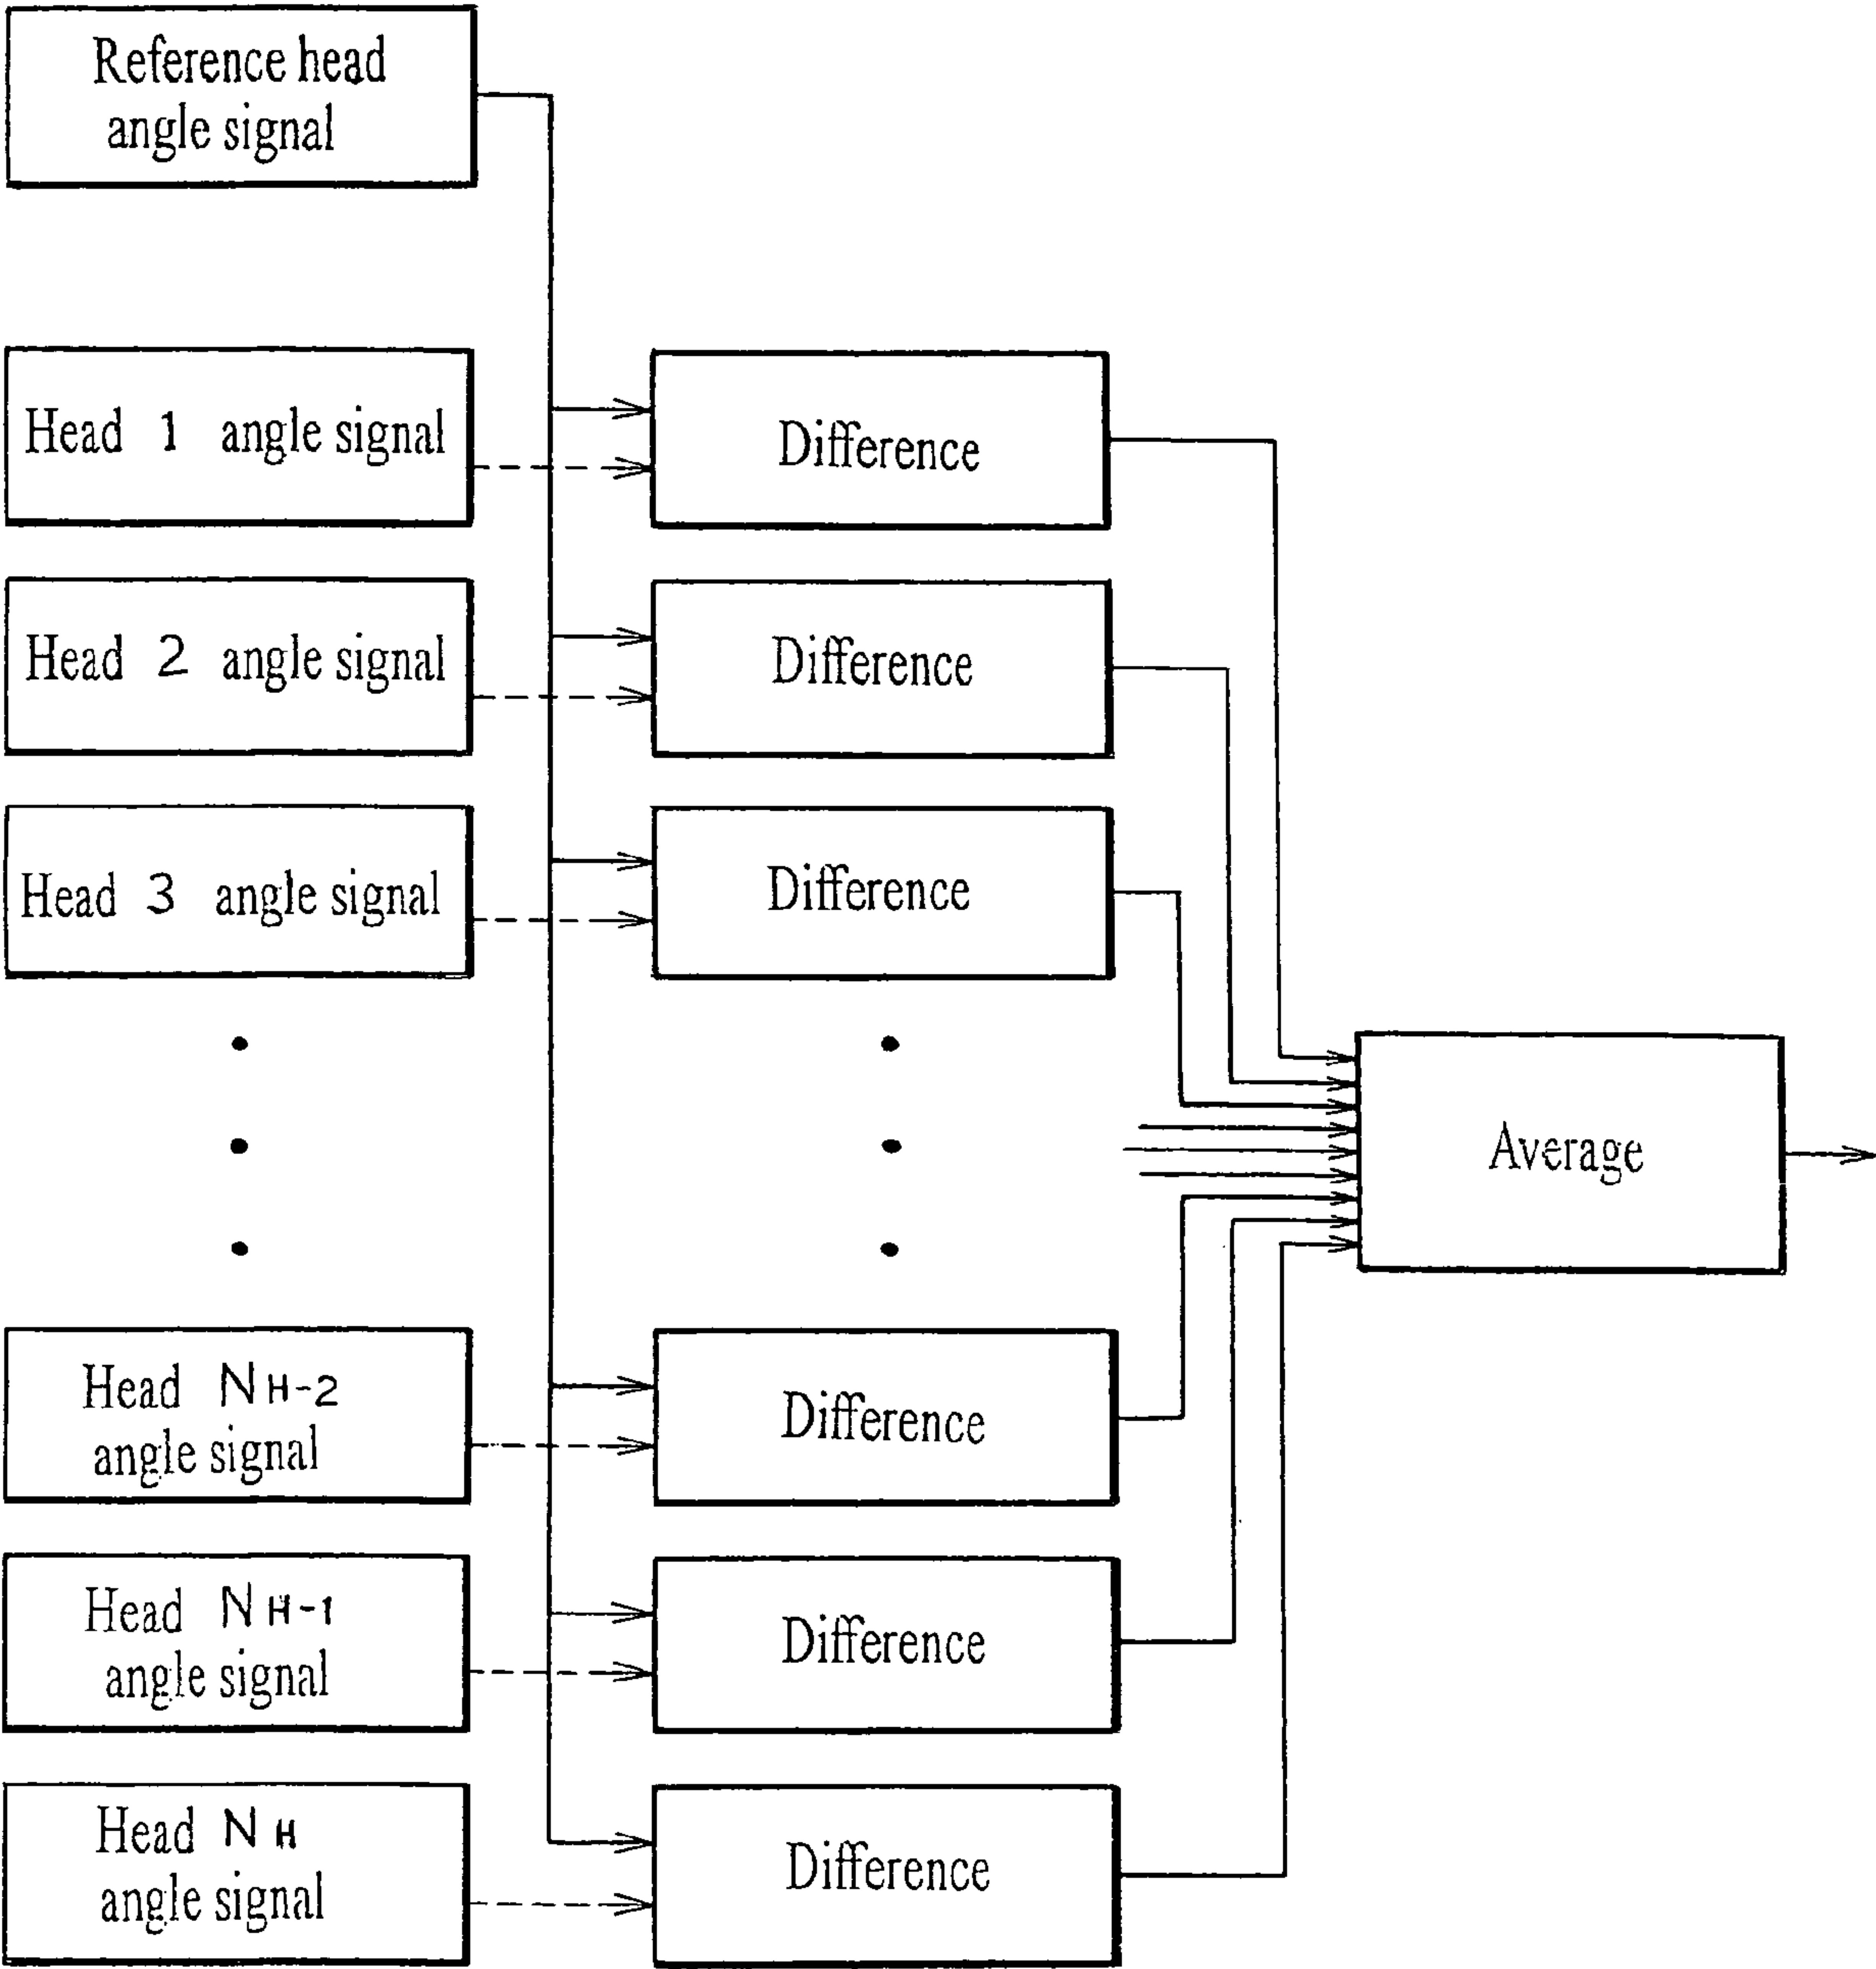 Reference head
angle signal
Head 1 angle signal
Difference
Head 2 angle signal
Difference
Head 3 angle signal
Difference
Average
Head NH-2
angle signal
Difference
Head NH-1
angle signal
Difference
Head NH
angle signal
Difference